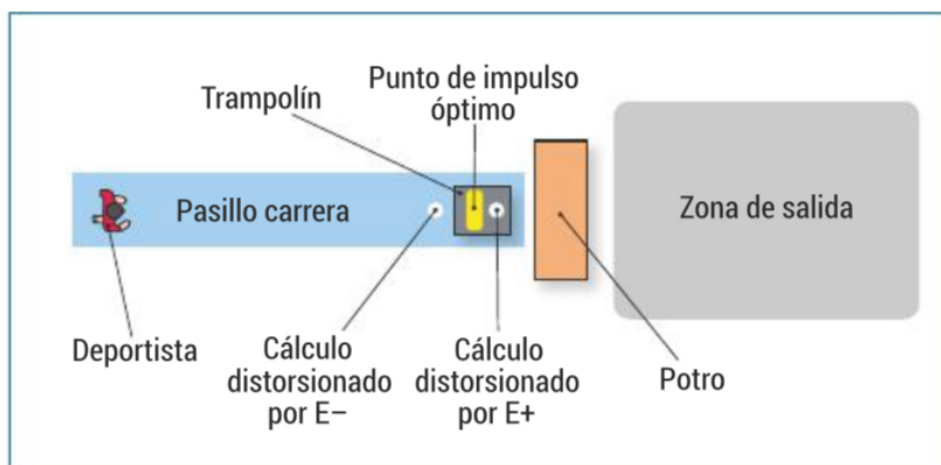 Trampolín
Punto de impulso
óptimo
Pasillo carrera
Zona de salida
Deportista
Cálculo
distorsionado
por E–
Cálculo
distorsionado
por E+
Potro